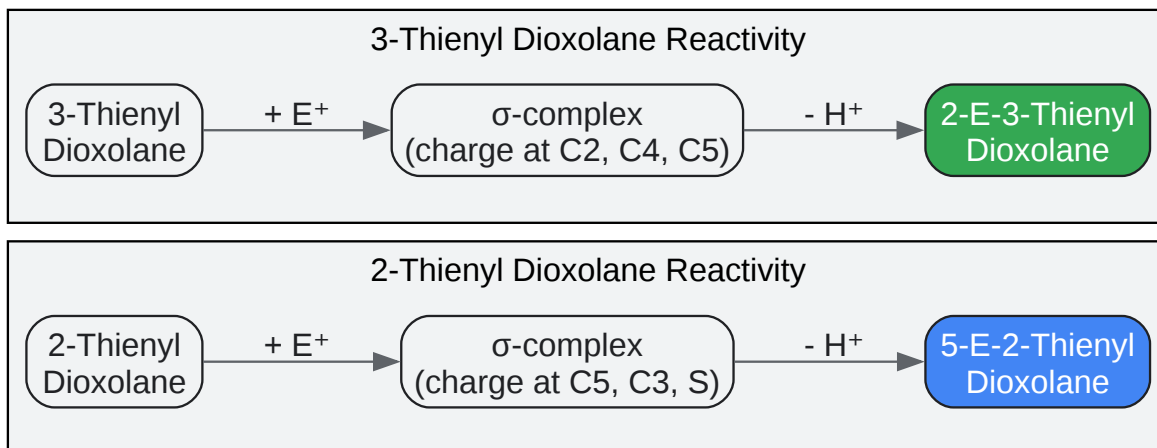 3-Thienyl Dioxolane Reactivity
3-Thienyl
Dioxolane
+ E⁺
σ-complex
(charge at C2, C4, C5)
- H⁺
2-E-3-Thienyl
Dioxolane
2-Thienyl Dioxolane Reactivity
2-Thienyl
Dioxolane
+ E⁺
σ-complex
(charge at C5, C3, S)
- H⁺
5-E-2-Thienyl
Dioxolane